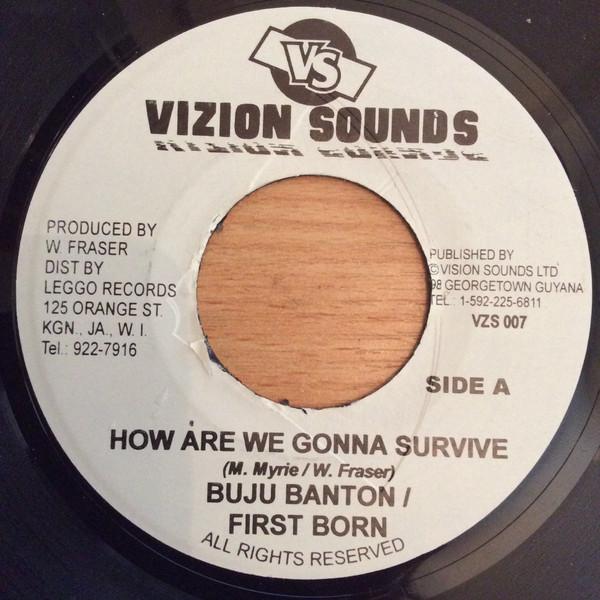 VS
VIZION SOUNDS
PRODUCED BY
W. FRASER
DIST BY
LEGGO RECORDS
125 ORANGE ST.
KGN., JA., W. I.
Tel.: 922-7916
PUBLISHED BY
©VISION SOUNDS LTD
98 GEORGETOWN GUYANA
TEL.: 1-592-225-6811
VZS 007
SIDE A
HOW ARE WE GONNA SURVIVE
(M. Myrie / W. Fraser)
BUJU BANTON /
FIRST BORN
ALL RIGHTS RESERVED